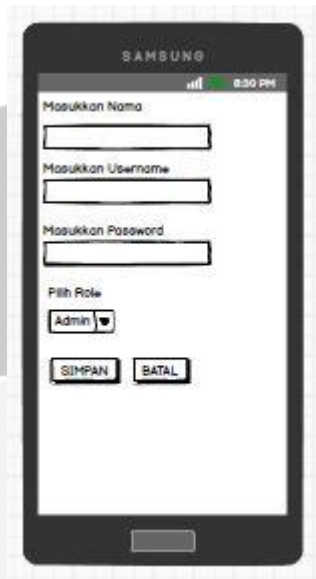 SAMSUNG
8:30 PM
Masukkan Nama
Masukkan Username
Masukkan Password
Pilih Role
Admin
SIMPAN BATAL